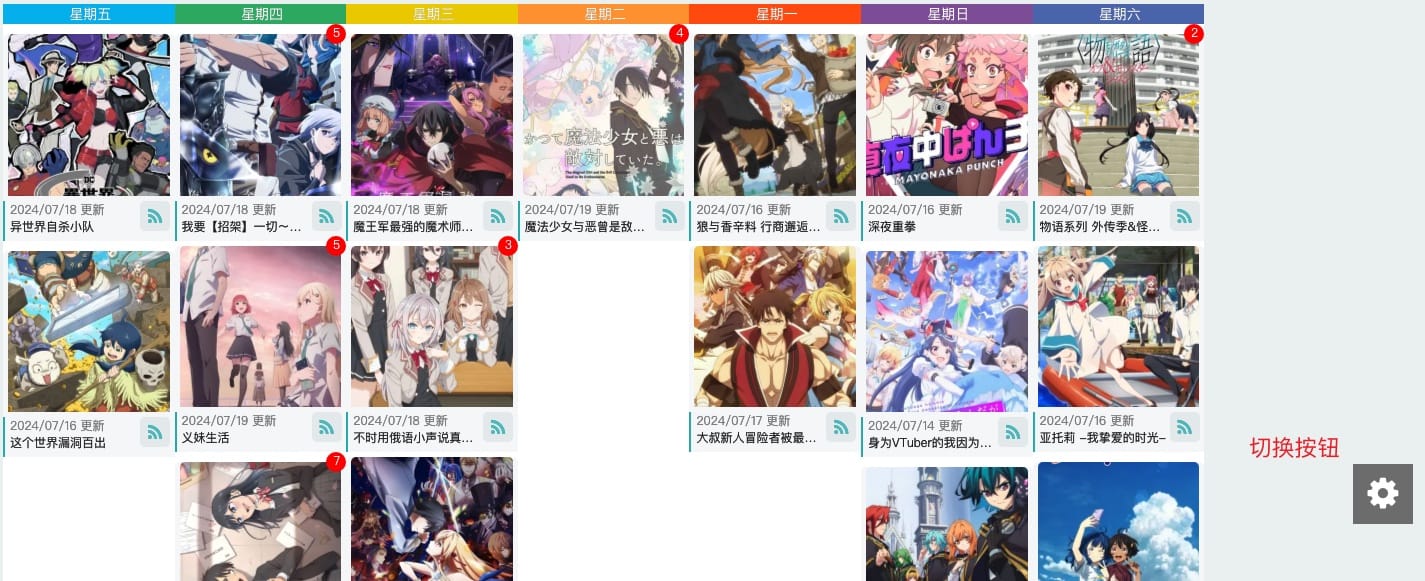 星期五
星期四
星期三
星期二
星期一
星期日
星期六
5
4
2
DC
異世界
かつて魔法少女と悪は
敵対していた。
真夜中ぱんチ
MAYONAKA PUNCH
〈物語〉
2024/07/18 更新
异世界自杀小队
2024/07/18 更新
我要【招架】一切～...
2024/07/18 更新
魔王军最强的魔术师...
2024/07/19 更新
魔法少女与恶曾是敌...
2024/07/16 更新
狼与香辛料 行商邂逅...
2024/07/16 更新
深夜重拳
2024/07/19 更新
物语系列 外传季&怪...
5
3
2024/07/16 更新
这个世界漏洞百出
2024/07/19 更新
义妹生活
2024/07/18 更新
不时用俄语小声说真...
2024/07/17 更新
大叔新人冒险者被最...
2024/07/14 更新
身为VTuber的我因为...
2024/07/16 更新
亚托莉 –我挚爱的时光–
切换按钮
7